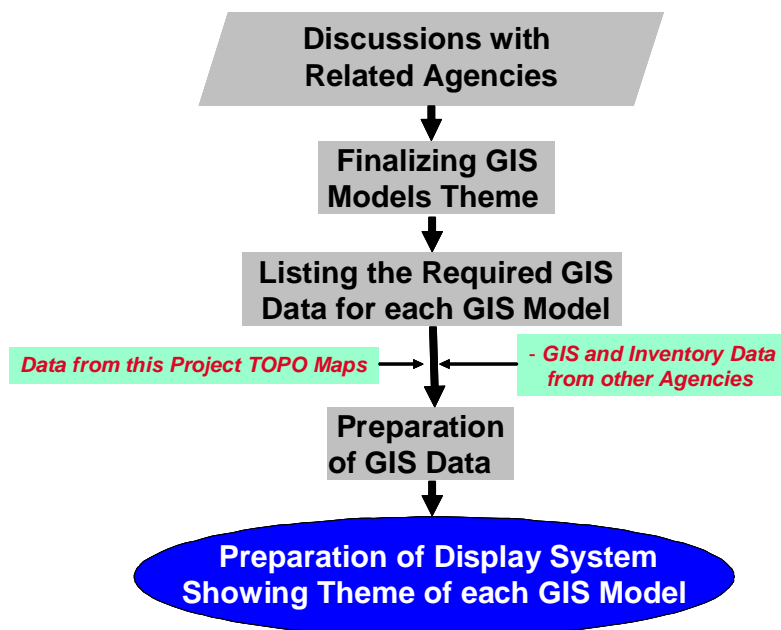 Discussions with
Related Agencies
Finalizing GIS
Models Theme
Listing the Required GIS
Data for each GIS Model
Data from this Project TOPO Maps
- GIS and Inventory Data
from other Agencies
Preparation
of GIS Data
Preparation of Display System
Showing Theme of each GIS Model